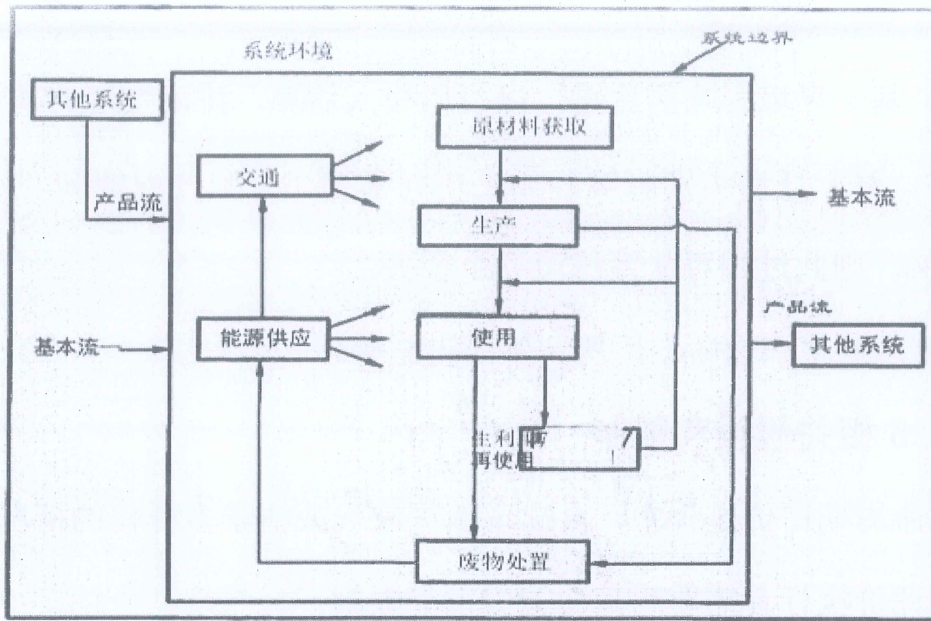 系统环境
系统边界
其他系统
原材料获取
交通
产品流
基本流
生产
产品流
能源供应
使用
基本流
其他系统
生利
再使用
废物处置